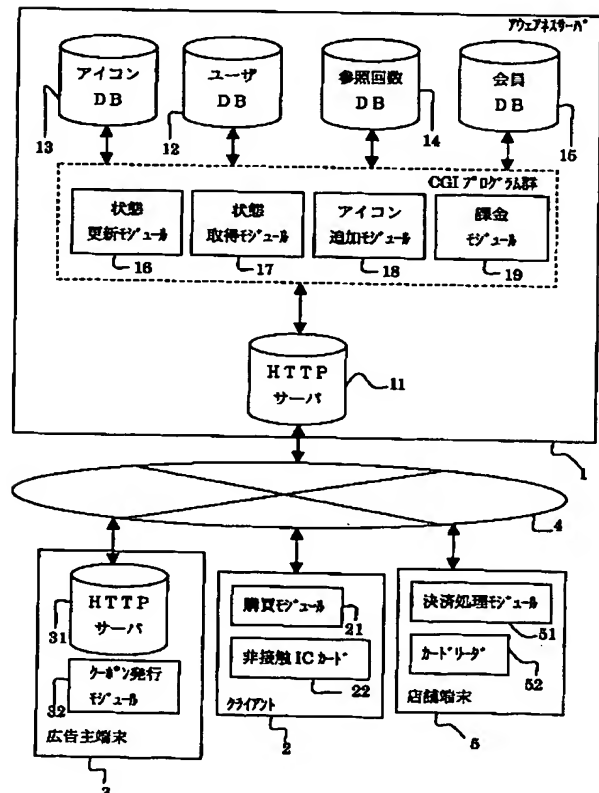 アウェアネスサーバ
アイコン
DB
ユーザ
DB
参照回数
DB
会員
DB
13
12
14
15
CGIプログラム群
状態
更新モジュール
状態
取得モジュール
アイコン
追加モジュール
課金
モジュール
16
17
18
19
HTTP
サーバ
11
1
4
HTTP
サーバ
31
クーポン発行
モジュール
32
広告主端末
3
購買モジュール
21
非接触ICカード
22
クライアント
2
決済処理モジュール
51
カードリーダ
52
店舗端末
5